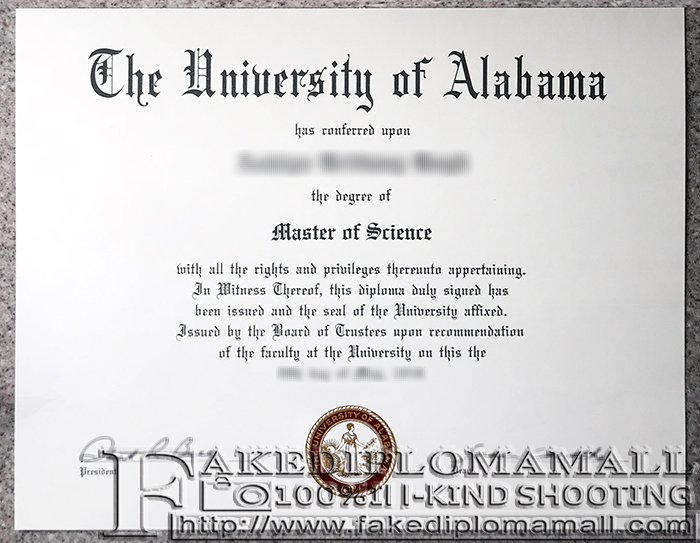 The University of Alabama
has conferred upon
the degree of
Master of Science
with all the rights and privileges thereunto appertaining.
In Witness Thereof, this diploma duly signed has
been issued and the seal of the University affixed.
Issued by the Board of Trustees upon recommendation
of the faculty at the University on this the
UNIVERSITY OF ALABAMA
President
FAKEDIPLOMAMALL
SHOOTING
http://www.fakediplomamall.com